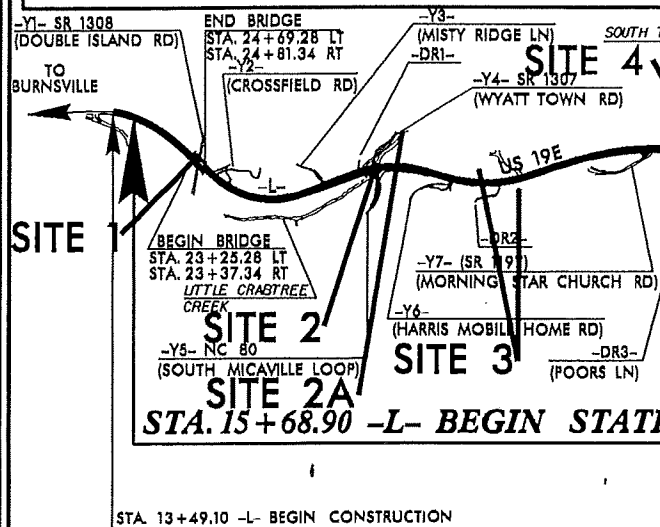 -Y1- SR 1308
(DOUBLE ISLAND RD)
TO
BURNSVILLE
END BRIDGE
STA. 24+69.28 LT
STA. 24+81.34 RT
-Y2-
(CROSSFIELD RD)
-Y3-
(MISTY RIDGE LN)
-DR1-
SOUTH
SITE 4
-Y4- SR 1307
(WYATT TOWN RD)
US 19E
-L-
SITE 1
BEGIN BRIDGE
STA. 23+25.28 LT
STA. 23+37.34 RT
LITTLE CRABTREE
CREEK
-DR2-
-Y7- (SR 1197)
(MORNING STAR CHURCH RD)
-Y6-
(HARRIS MOBIL HOME RD)
SITE 2
SITE 3
-Y5- NC 80
(SOUTH MICAVILLE LOOP)
-DR3-
(POORS LN)
SITE 2A
STA. 15+68.90 -L- BEGIN STAT
STA. 13+49.10 -L- BEGIN CONSTRUCTION